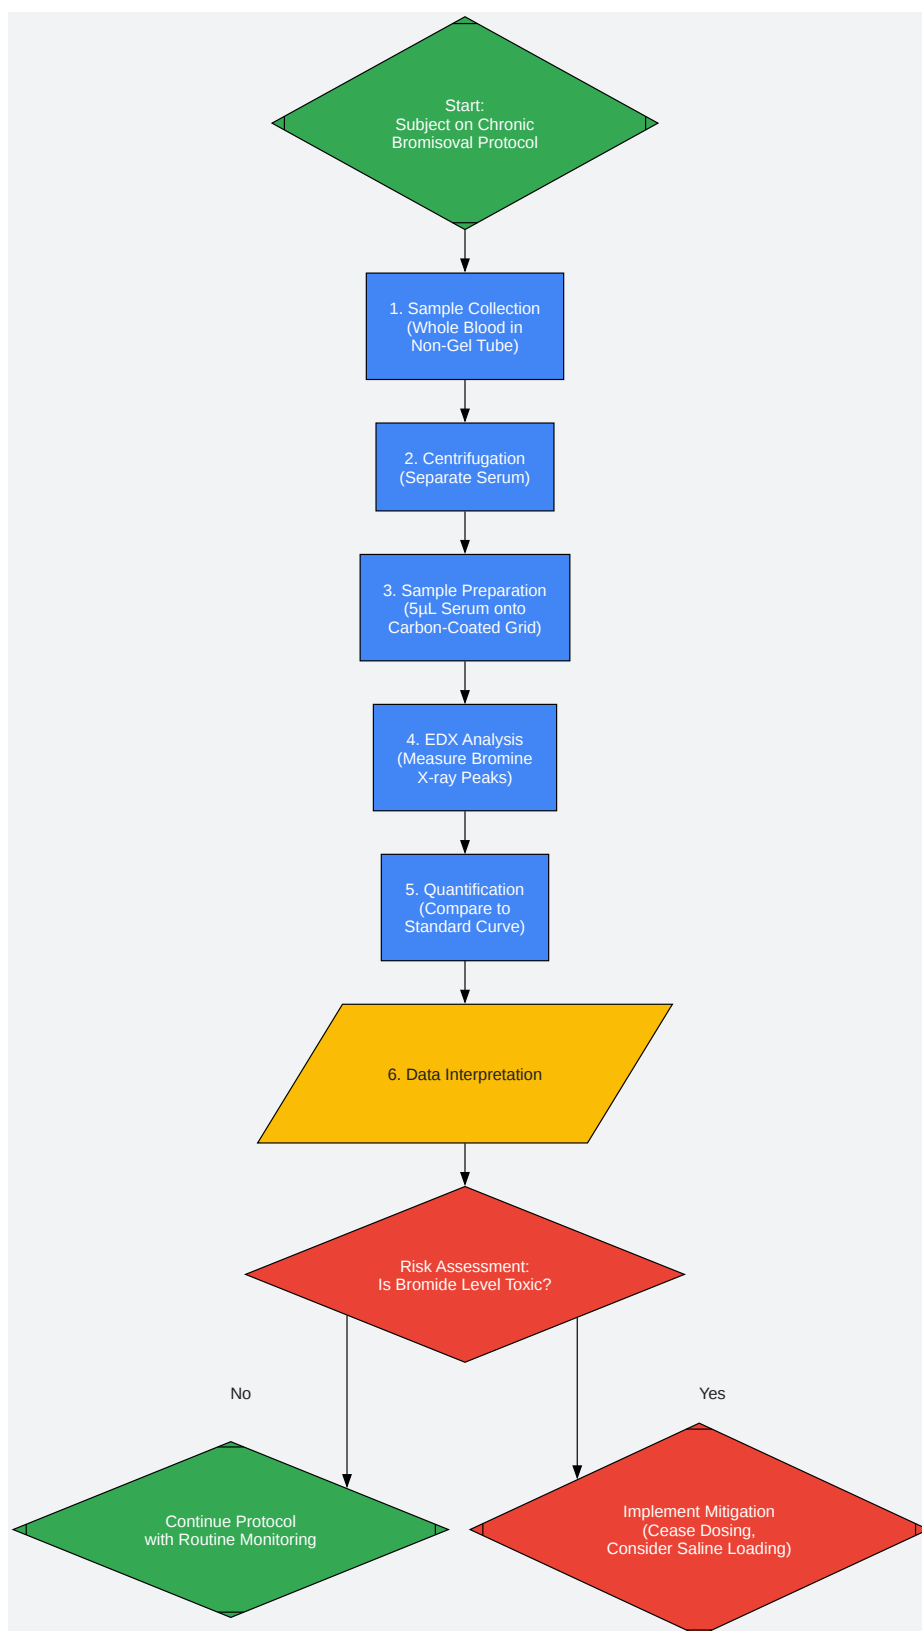 Start:
Subject on Chronic
Bromisoval Protocol
1. Sample Collection
(Whole Blood in
Non-Gel Tube)
2. Centrifugation
(Separate Serum)
3. Sample Preparation
(5µL Serum onto
Carbon-Coated Grid)
4. EDX Analysis
(Measure Bromine
X-ray Peaks)
5. Quantification
(Compare to
Standard Curve)
6. Data Interpretation
Risk Assessment:
Is Bromide Level Toxic?
No
Yes
Continue Protocol
with Routine Monitoring
Implement Mitigation
(Cease Dosing,
Consider Saline Loading)